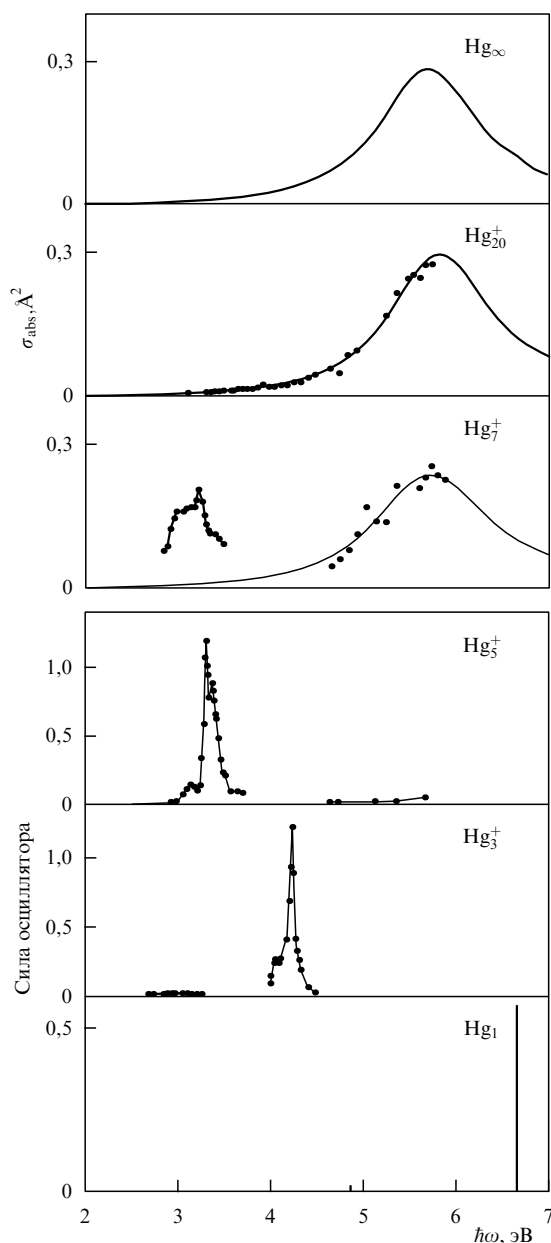 Hg∞
0,3
0
Hg₂₀⁺
0,3
σabs, Å²
0
Hg₇⁺
0,3
0
Hg₅⁺
1,0
0,5
0
Hg₃⁺
1,0
0,5
0
Сила осциллятора
Hg₁
0,5
0
2 3 4 5 6 7
ℏω, эВ